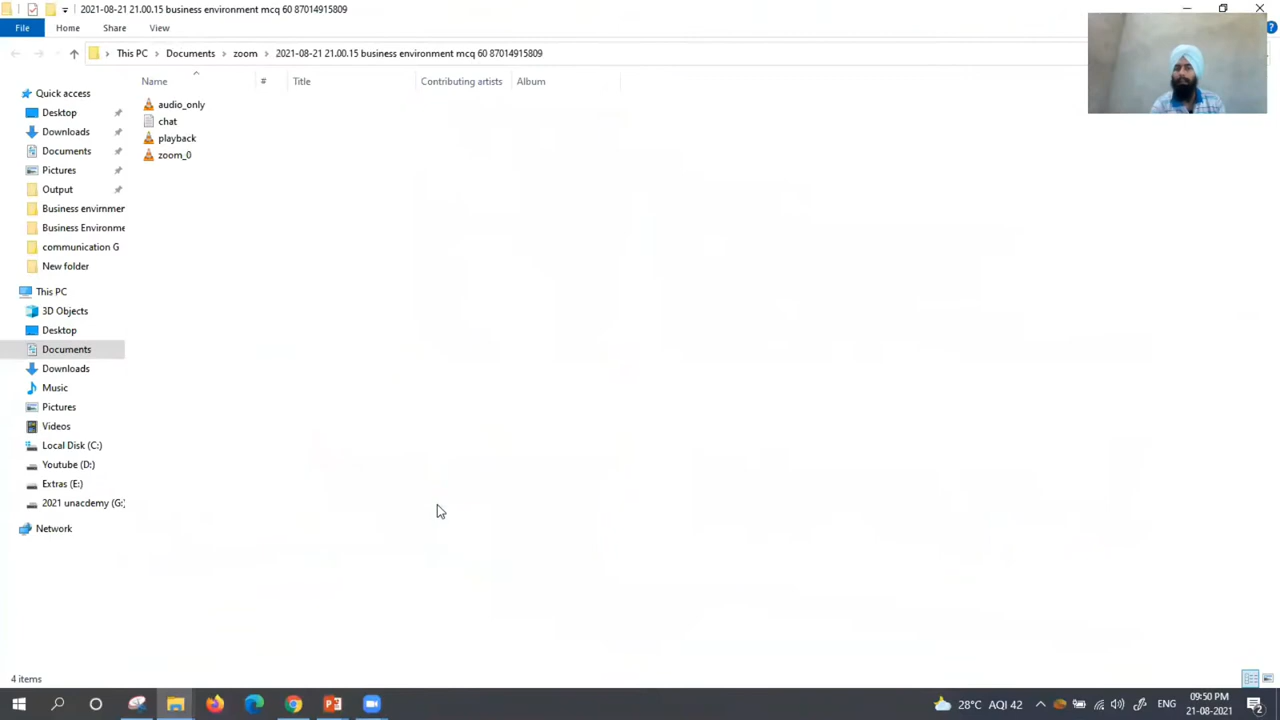 2021-08-21 21.00.15 business environment mcq 60 87014915809
File Home Share View
This PC Documents zoom 2021-08-21 21.00.15 business environment mcq 60 87014915809
Name # Title Contributing artists Album
audio_only
chat
playback
zoom_0
Quick access
Desktop
Downloads
Documents
Pictures
Output
Business envirnmer
Business Environme
communication G
New folder
This PC
3D Objects
Desktop
Documents
Downloads
Music
Pictures
Videos
Local Disk (C:)
Youtube (D:)
Extras (E:)
2021 unacdemy (G:)
Network
4 items
28°C AQI 42 ENG 09:50 PM
21-08-2021
2